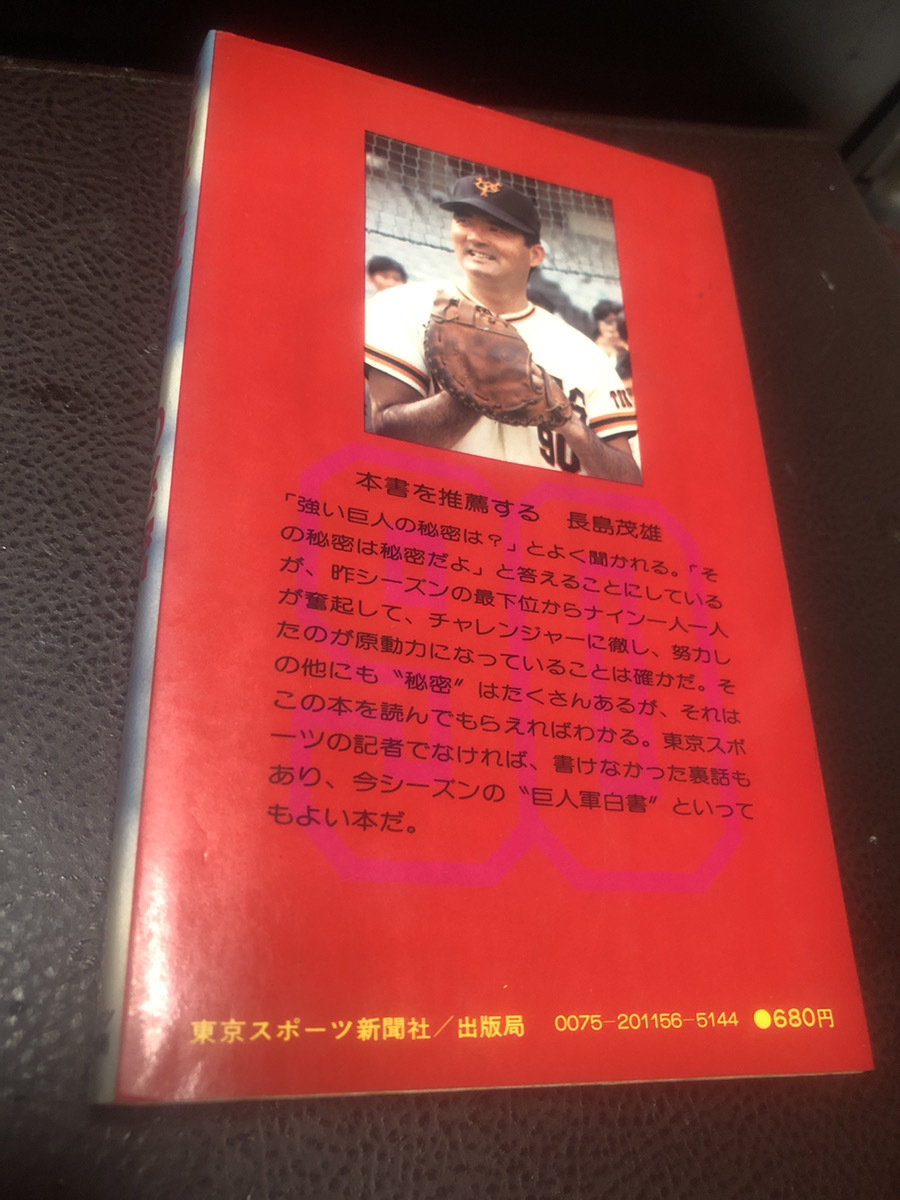 YG
90
本書を推薦する 長島茂雄
「強い巨人の秘密は?」とよく聞かれる。「そ
の秘密は秘密だよ」と答えることにしている
が、昨シーズンの最下位からナイン一人一人
が奮起して、チャレンジャーに徹し、努力し
たのが原動力になっていることは確かだ。そ
の他にも〝秘密〟はたくさんあるが、それは
この本を読んでもらえればわかる。東京スポ
ーツの記者でなければ、書けなかった裏話も
あり、今シーズンの〝巨人軍白書〟といって
もよい本だ。
90
東京スポーツ新聞社/出版局 0075-201156-5144 ●680円